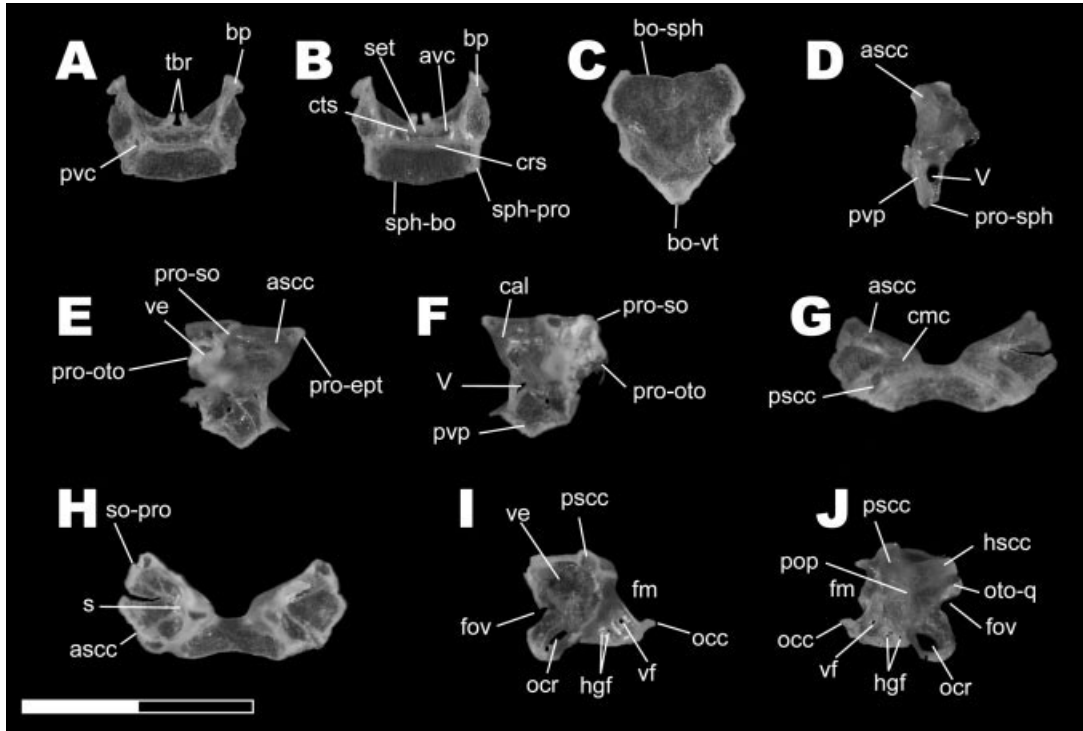 A
tbr
bp
pvc
B
set
avc
bp
cts
crs
sph-bo
sph-pro
C
bo-sph
bo-vt
D
ascc
pvp
V
pro-sph
E
pro-so
ve
ascc
pro-oto
pro-ept
F
cal
pro-so
V
pro-oto
pvp
G
ascc
cmc
pscc
H
so-pro
s
ascc
I
ve
pscc
fm
fov
occ
ocr
hgf
vf
J
pscc
hscc
pop
fm
oto-q
occ
fov
vf
hgf
ocr